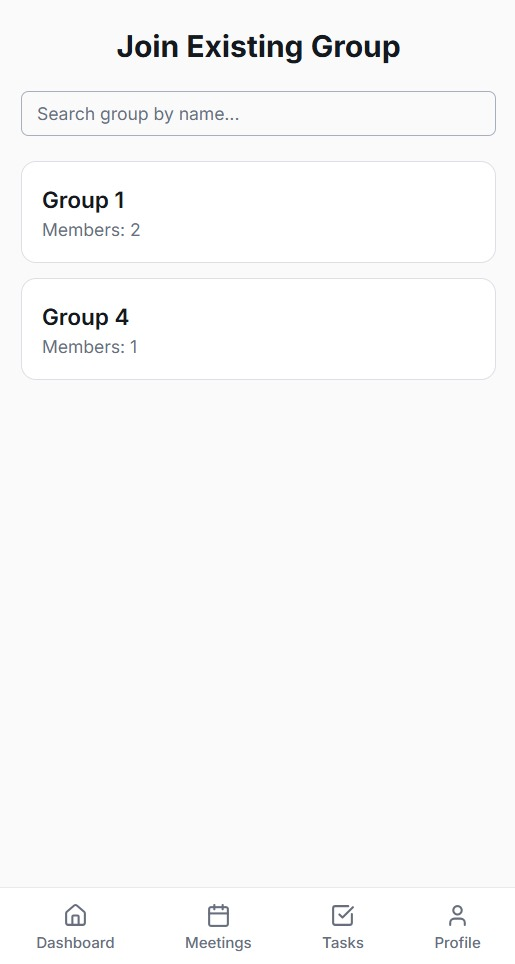 Join Existing Group
Search group by name...
Group 1
Members: 2
Group 4
Members: 1
Dashboard Meetings Tasks Profile